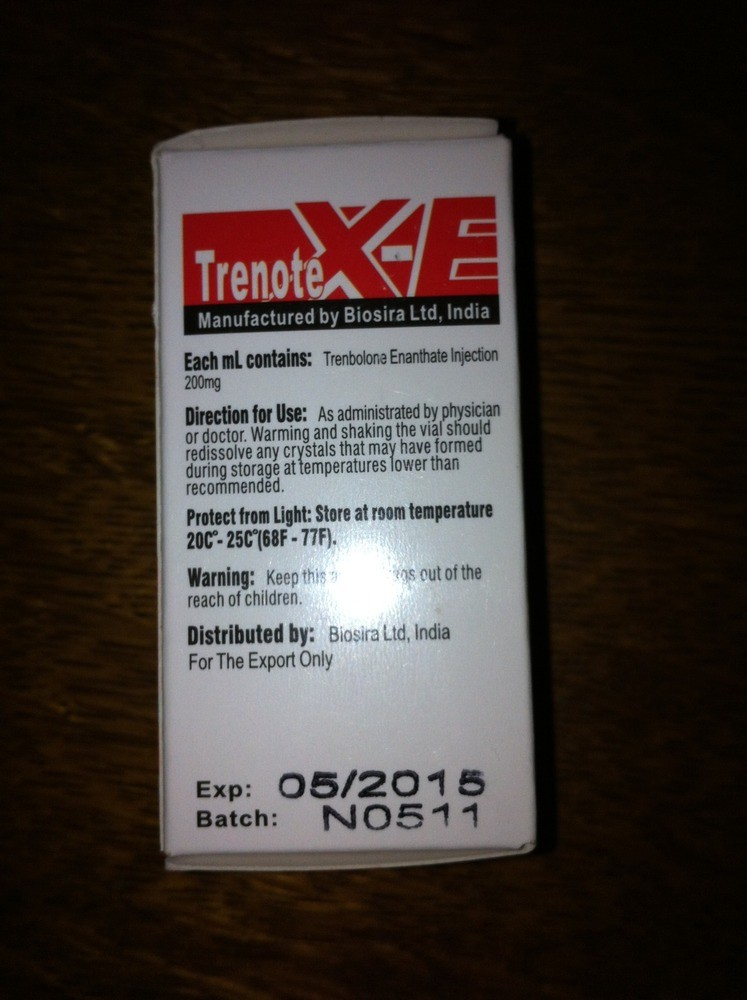 Trenote X-E
Manufactured by Biosira Ltd, India
Each mL contains: Trenbolone Enanthate Injection
200mg
Direction for Use: As administrated by physician
or doctor. Warming and shaking the vial should
redissolve any crystals that may have formed
during storage at temperatures lower than
recommended.
Protect from Light: Store at room temperature
20C°- 25C°(68F - 77F).
Warning: Keep this out of the
reach of children.
Distributed by: Biosira Ltd, India
For The Export Only
Exp: 05/2015
Batch: N0511